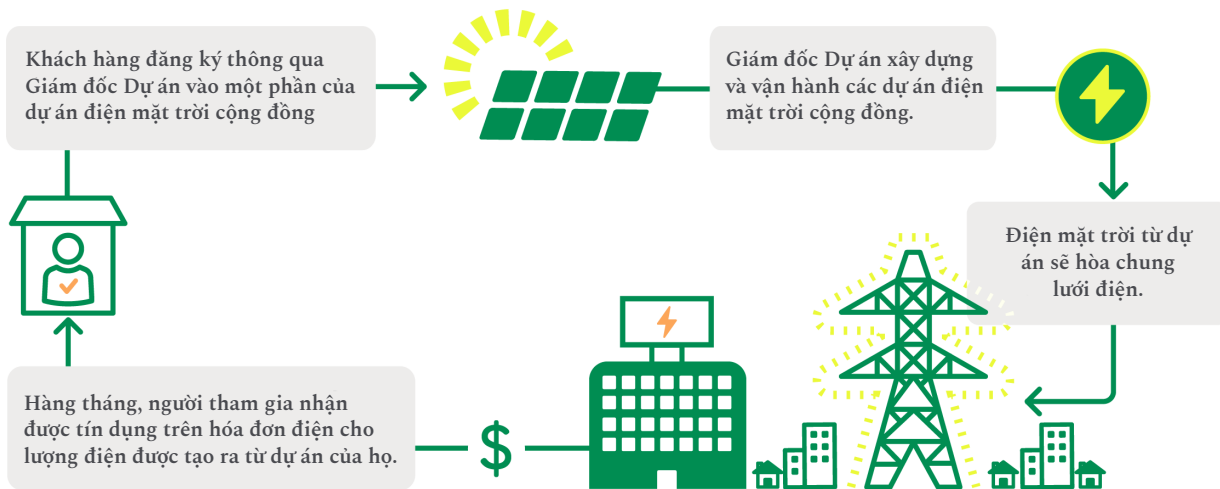 Khách hàng đăng ký thông qua
Giám đốc Dự án vào một phần của
dự án điện mặt trời cộng đồng
Giám đốc Dự án xây dựng
và vận hành các dự án điện
mặt trời cộng đồng.
Điện mặt trời từ dự
án sẽ hòa chung
lưới điện.
Hàng tháng, người tham gia nhận
được tín dụng trên hóa đơn điện cho
lượng điện được tạo ra từ dự án của họ.
$